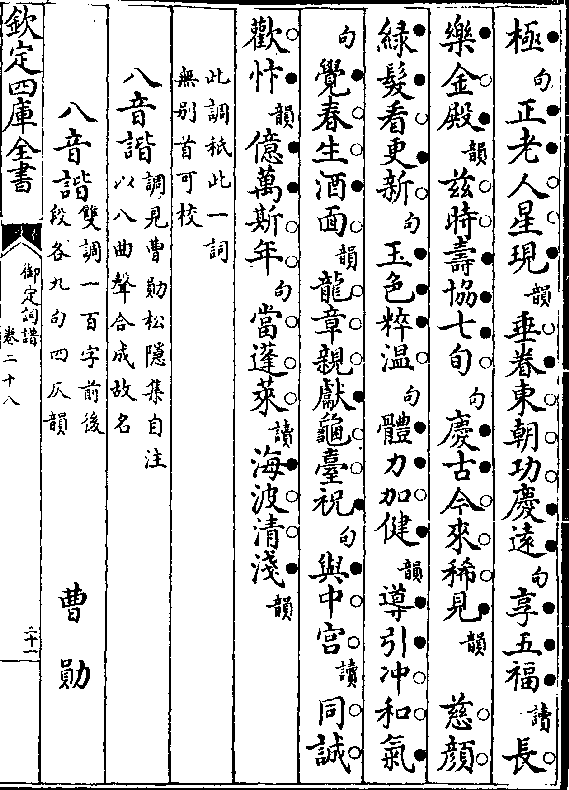 極句正老人星現韻垂眷東朝功慶遠句享五福讀長
樂金殿韻茲時壽協七旬句慶古今來稀見韻慈顔
緑髮看更新句玉色粹温句體力加健韻導引冲和氣
句覺春生酒面韻龍章親獻龜臺祝句與中宫讀同誠
歡忭韻億萬斯年句當蓬萊讀海波清淺韻
此調祇此一詞
無别首可校
八音諧調見曹勛松隱集自注
以八曲聲合成故名
八音諧雙調一百字前後
段各九句四仄韻
曹勛
欽定四庫全書
御定詞譜
卷二十八
二十一